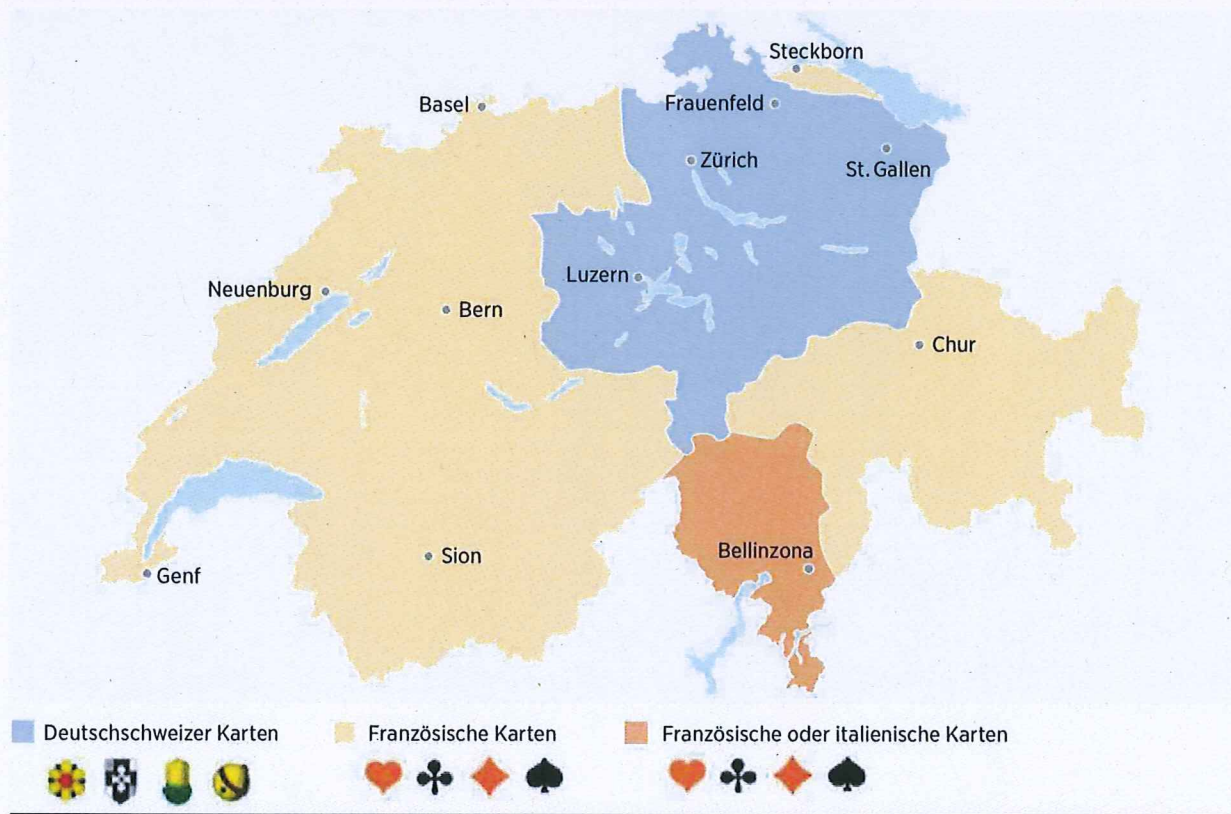 Steckborn
Basel
Frauenfeld
Zürich
St. Gallen
Luzern
Neuenburg
Bern
Chur
Bellinzona
Sion
Genf
Deutschschweizer Karten
Französische Karten
Französische oder italienische Karten